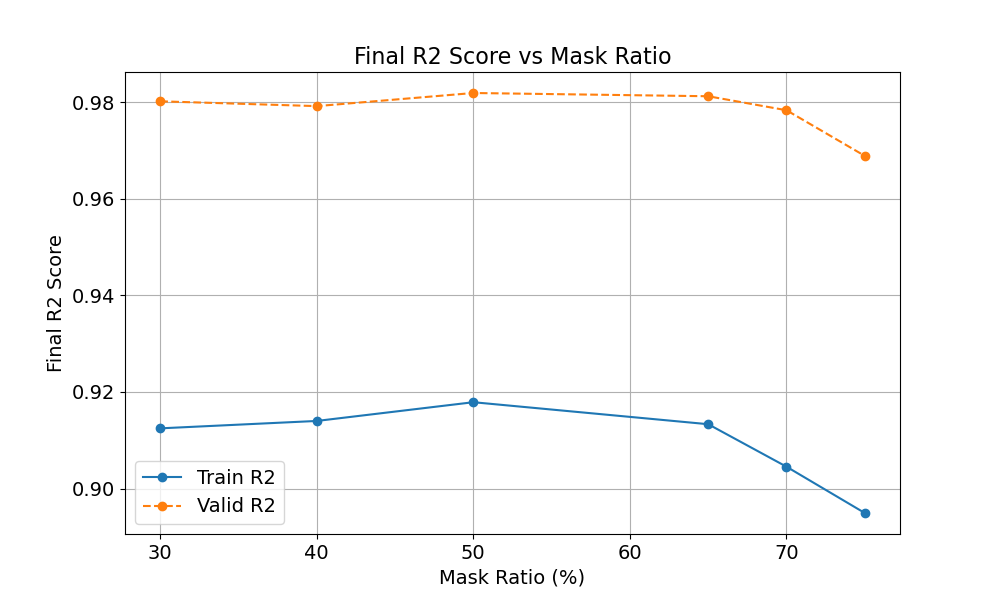 Final R2 Score vs Mask Ratio
Final R2 Score
0.98
0.96
0.94
0.92
0.90
Train R2
Valid R2
30 40 50 60 70
Mask Ratio (%)